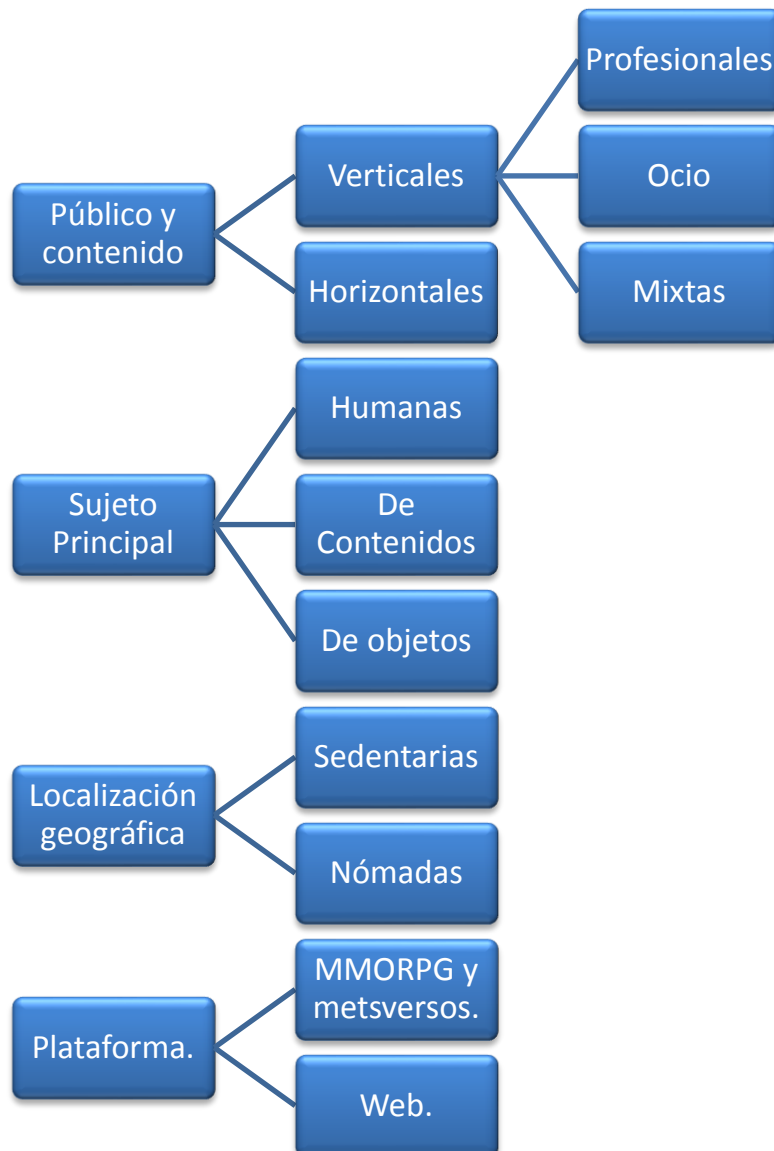 Público y
contenido
Verticales
Profesionales
Ocio
Mixtas
Horizontales
Sujeto
Principal
Humanas
De
Contenidos
De objetos
Localización
geográfica
Sedentarias
Nómadas
Plataforma.
MMORPG y
metsversos.
Web.